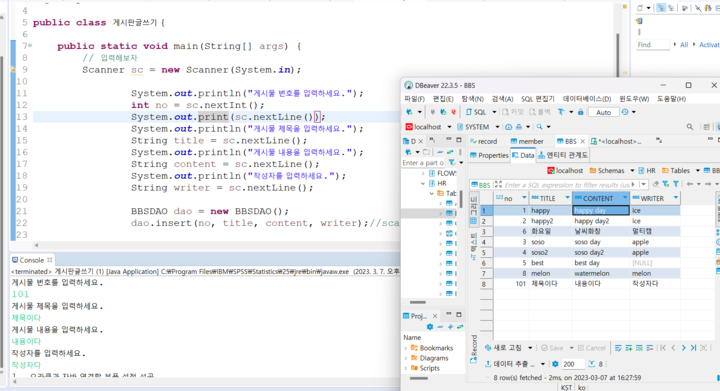 4
5 public class 게시판글쓰기 {
6
7 public static void main(String[] args) {
8 // 입력해보자
9 Scanner sc = new Scanner(System.in);
10
11 System.out.println("게시물 번호를 입력하세요.");
12 int no = sc.nextInt();
13 System.out.print(sc.nextLine());
14 System.out.println("게시물 제목을 입력하세요.");
15 String title = sc.nextLine();
16 System.out.println("게시물 내용을 입력하세요.");
17 String content = sc.nextLine();
18 System.out.println("작성자를 입력하세요.");
19 String writer = sc.nextLine();
20
21 BBSDAO dao = new BBSDAO();
22 dao.insert(no, title, content, writer);//sca
23
Console
<terminated> 게시판글쓰기 (1) [Java Application] C:₩Program Files₩IBM₩SPSS₩Statistics₩25₩jre₩bin₩javaw.exe (2023. 3. 7. 오후
게시물 번호를 입력하세요.
101
게시물 제목을 입력하세요.
제목이다
게시물 내용을 입력하세요.
내용이다
작성자를 입력하세요.
작성자다
Find All Activat
DBeaver 22.3.5 - BBS
파일(F) 편집(E) 탐색(N) 검색(A) SQL 편집기 데이터베이스(D) 윈도우(W) 도움말(H)
SQL 커밋 롤백 Auto
localhost SYSTEM
D
Enter a part o
FLOWS
HR
Tab
record member BBS *<localhost>...
Properties Data 엔티티 관계도
localhost Schemas HR Tables BBS
BBS Enter a SQL expression to filter results (us
no TITLE CONTENT WRITER
1 1 happy happy day ice
2 2 happy2 happy day2 ice
3 6 화요일 날씨화창 멀티캠
4 3 soso soso day apple
5 4 soso2 soso day2 apple
6 5 best best day [NULL]
7 8 melon watermelon melon
8 101 제목이다 내용이다 작성자다
그리드
텍스트
Record
Proj...
Name
Bookmarks
Diagrams
Scripts
새로 고침 Save Cancel
데이터 추출 ... 200 8
8 row(s) fetched - 2ms, on 2023-03-07 at 16:27:59
KST ko